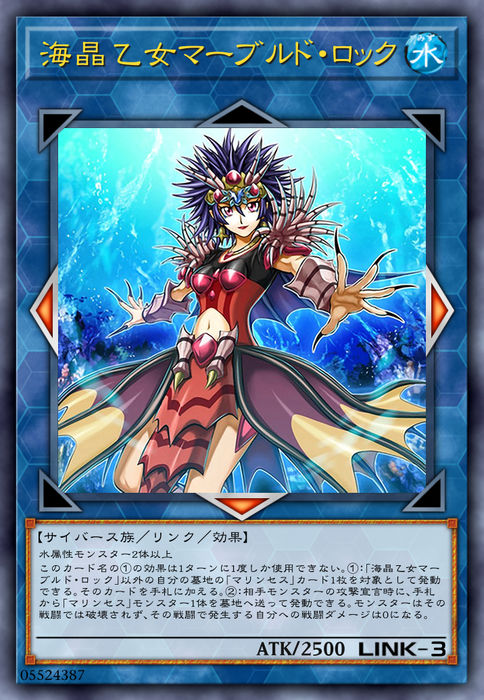 海晶乙女マーブルド・ロック
みず
水
【サイバース族／リンク／効果】
水属性モンスター2体以上
このカード名の①の効果は1ターンに1度しか使用できない。①：「海晶乙女マー
ブルド・ロック」以外の自分の墓地の「マリンセス」カード1枚を対象として発動
できる。そのカードを手札に加える。②：相手モンスターの攻撃宣言時に、手札
から「マリンセス」モンスター1体を墓地へ送って発動できる。モンスターはその
戦闘では破壊されず、その戦闘で発生する自分への戦闘ダメージは0になる。
ATK/2500 LINK-3
05524387